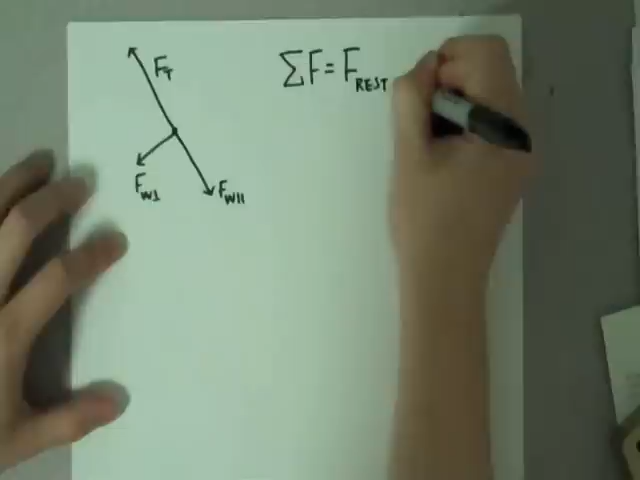 F_T
ΣF = F_REST
F_W⊥
F_W||